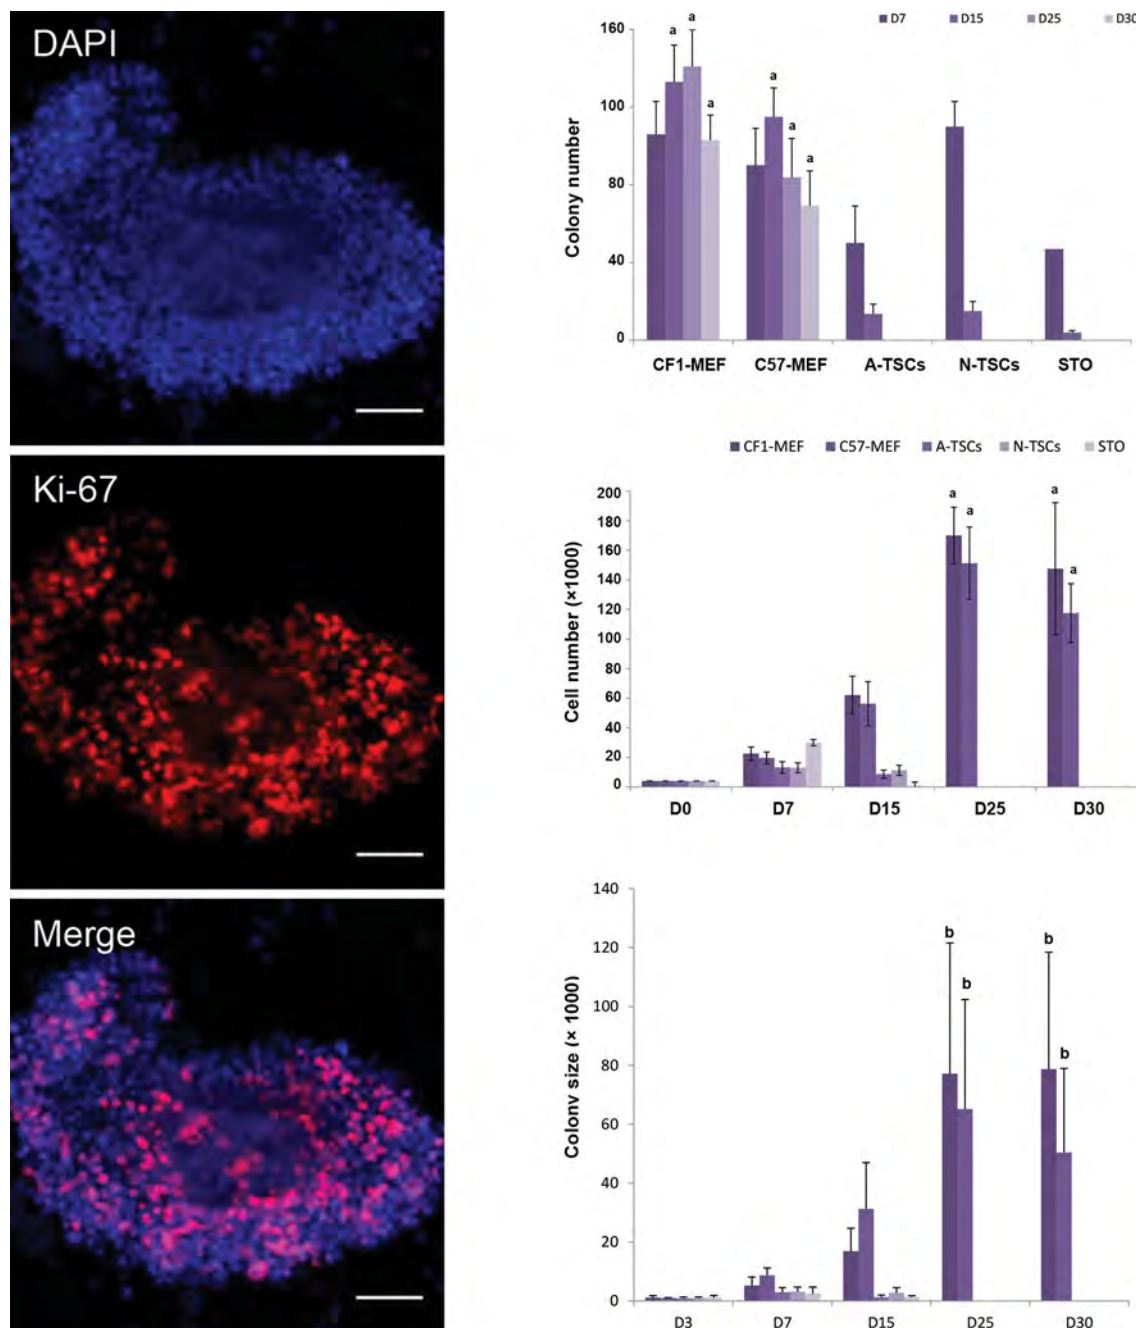 DAPI
Ki-67
Merge
D7 D15 D25 D30
Colony number
160
100
80
40
0
a a a a a a
CF1-MEF C57-MEF A-TSCs N-TSCs STO
CF1-MEF C57-MEF A-TSCs N-TSCs STO
Cell number (×1000)
200
180
160
140
120
100
80
60
40
20
0
a a a a
D0 D7 D15 D25 D30
Colony size (× 1000)
140
120
100
80
60
40
20
0
b b b b
D3 D7 D15 D25 D30